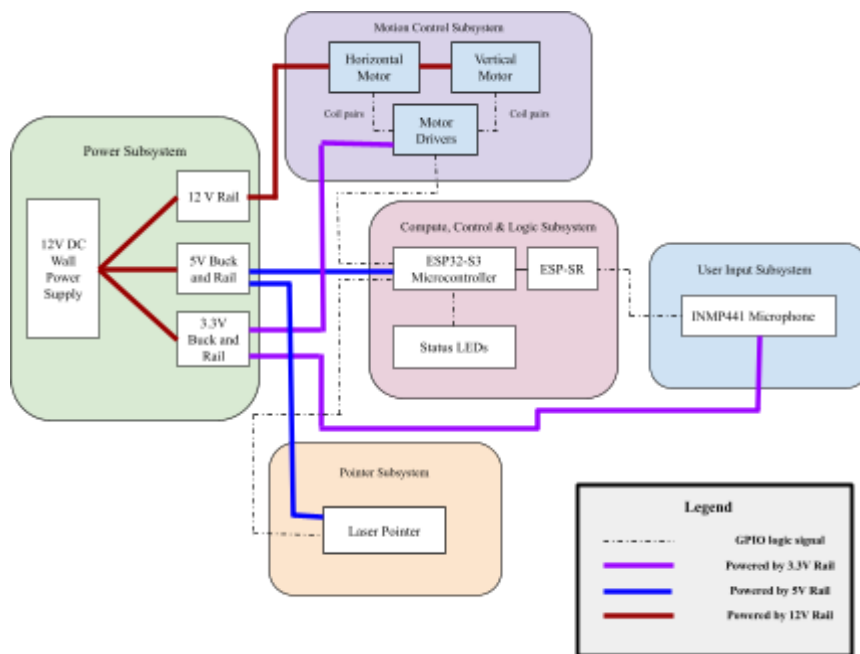 Motion Control Subsystem
Horizontal
Motor
Vertical
Motor
Coil pairs
Coil pairs
Motor
Drivers
Power Subsystem
12 V Rail
12V DC
Wall
Power
Supply
5V Buck
and Rail
3.3V
Buck and
Rail
Compute, Control & Logic Subsystem
ESP32-S3
Microcontroller
ESP-SR
Status LEDs
User Input Subsystem
INMP441 Microphone
Pointer Subsystem
Laser Pointer
Legend
GPIO logic signal
Powered by 3.3V Rail
Powered by 5V Rail
Powered by 12V Rail